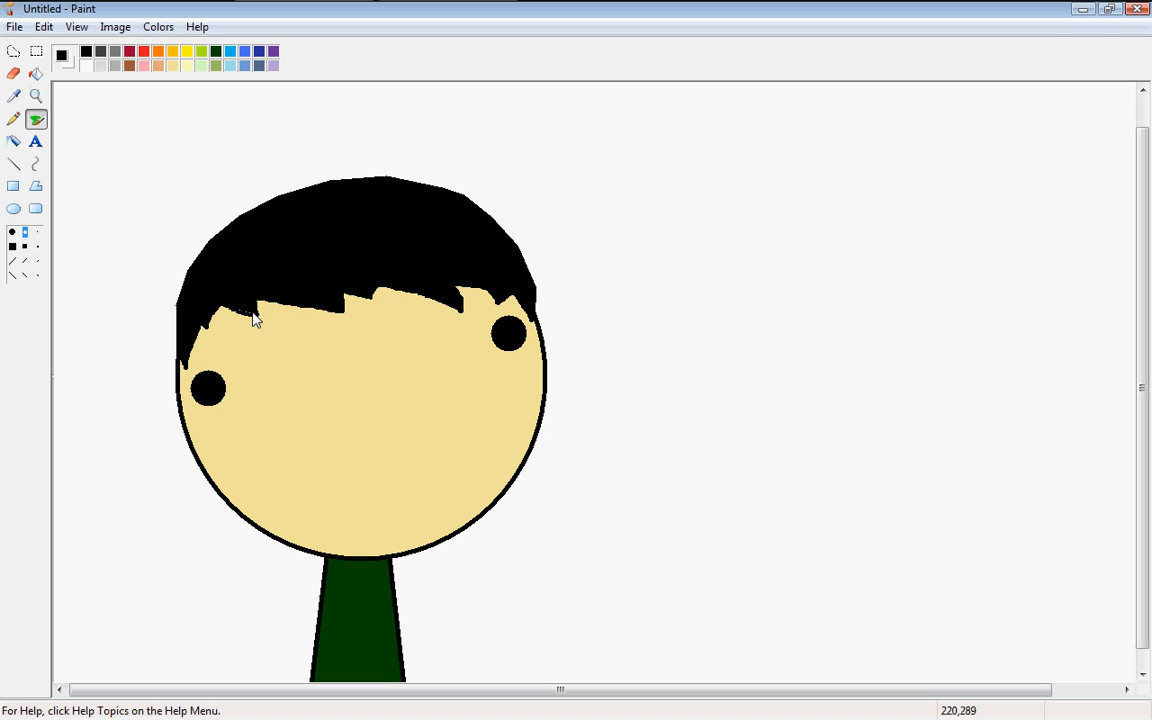 Untitled - Paint
File Edit View Image Colors Help
A
For Help, click Help Topics on the Help Menu.
220,289